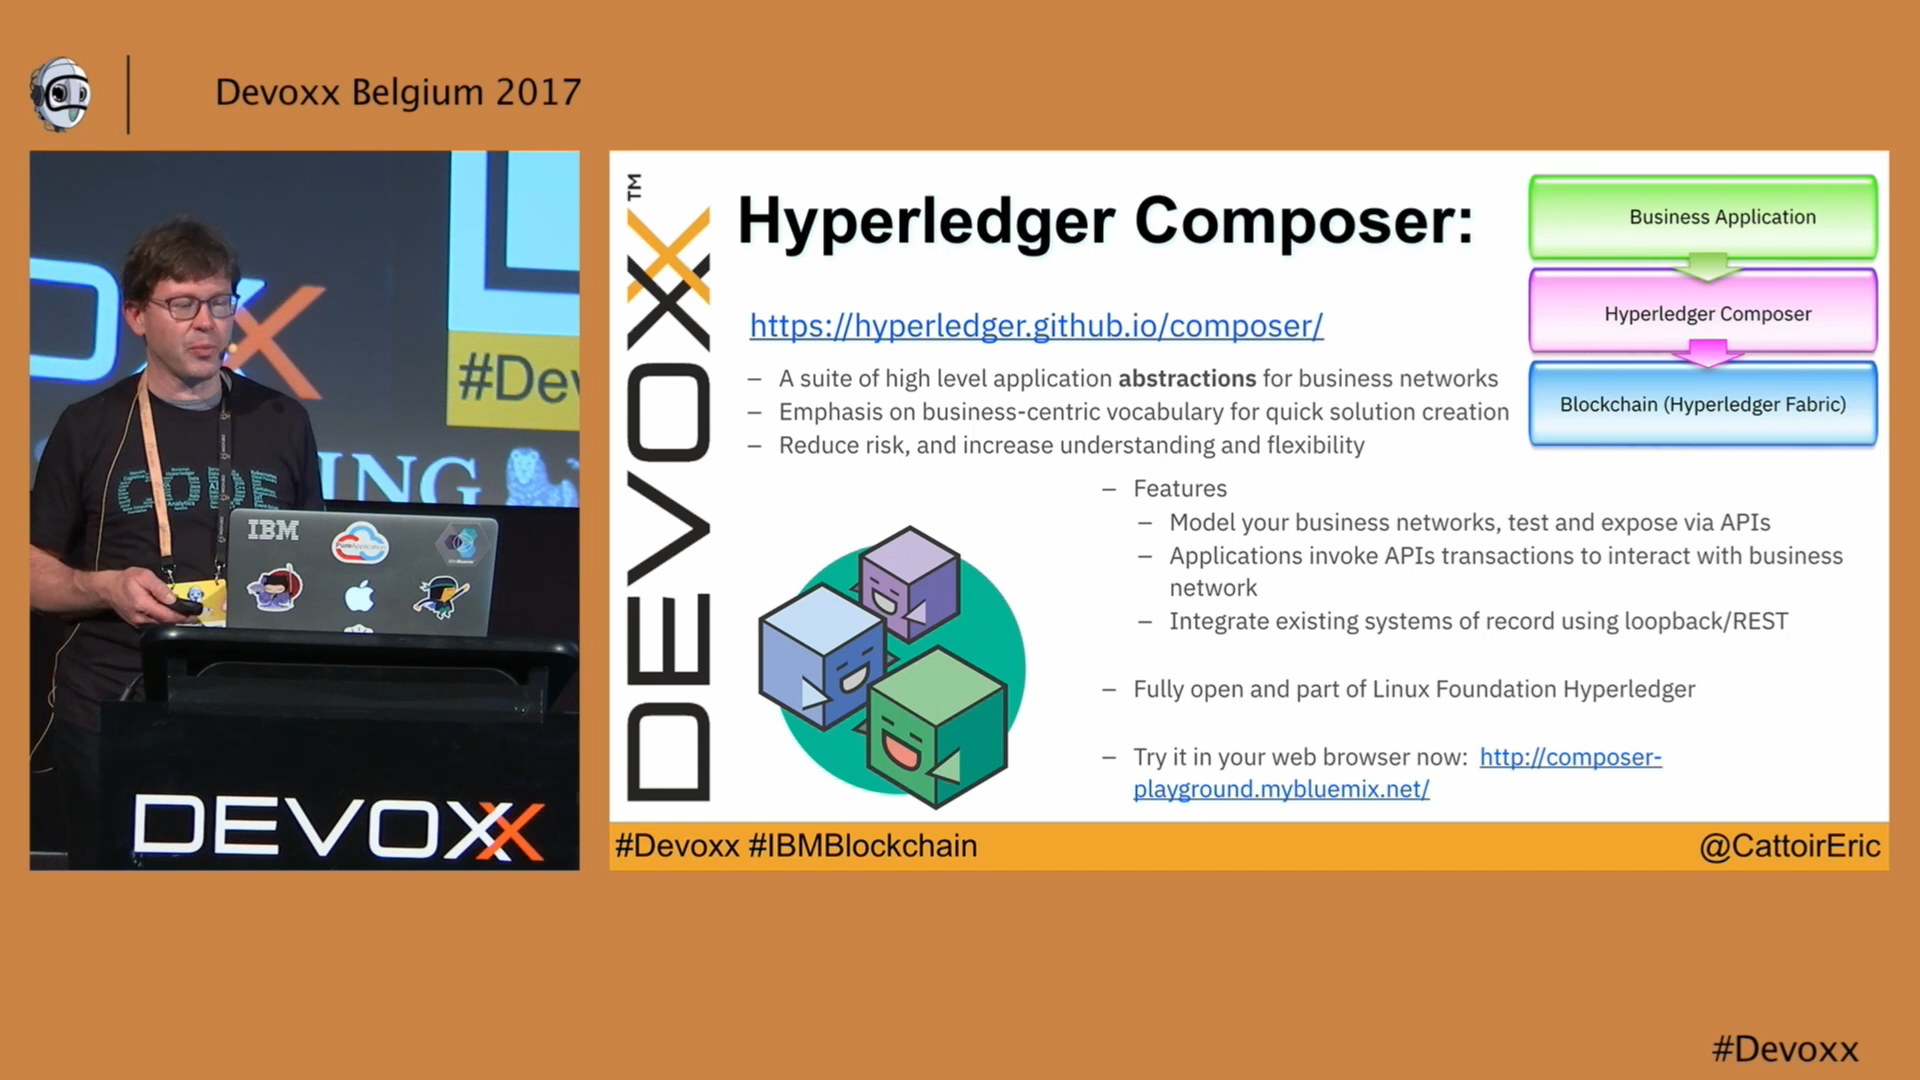 Devoxx Belgium 2017
#Dev
ING
CODE
IBM
DEVOXX
DEVOXX™
Hyperledger Composer:
https://hyperledger.github.io/composer/
– A suite of high level application abstractions for business networks
– Emphasis on business-centric vocabulary for quick solution creation
– Reduce risk, and increase understanding and flexibility
Business Application
Hyperledger Composer
Blockchain (Hyperledger Fabric)
– Features
– Model your business networks, test and expose via APIs
– Applications invoke APIs transactions to interact with business
network
– Integrate existing systems of record using loopback/REST
– Fully open and part of Linux Foundation Hyperledger
– Try it in your web browser now: http://composer-
playground.mybluemix.net/
#Devoxx #IBMBlockchain
@CattoirEric
#Devoxx